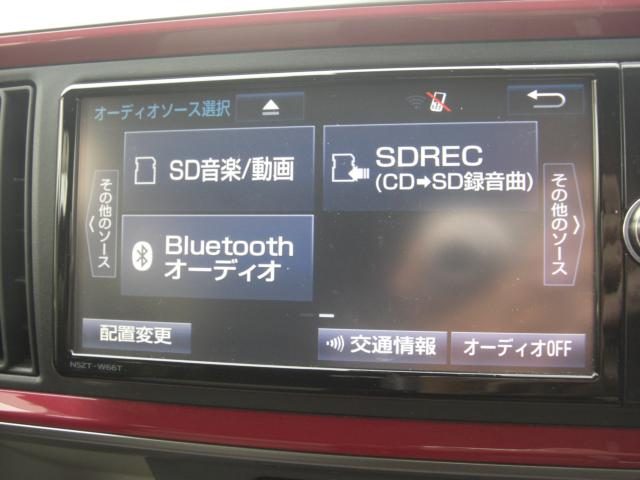 オーディオソース選択
SD音楽/動画
SDREC
(CD➡SD録音曲)
その他のソース
Bluetooth
オーディオ
その他のソース
配置変更
交通情報
オーディオOFF
NSZT-W66T